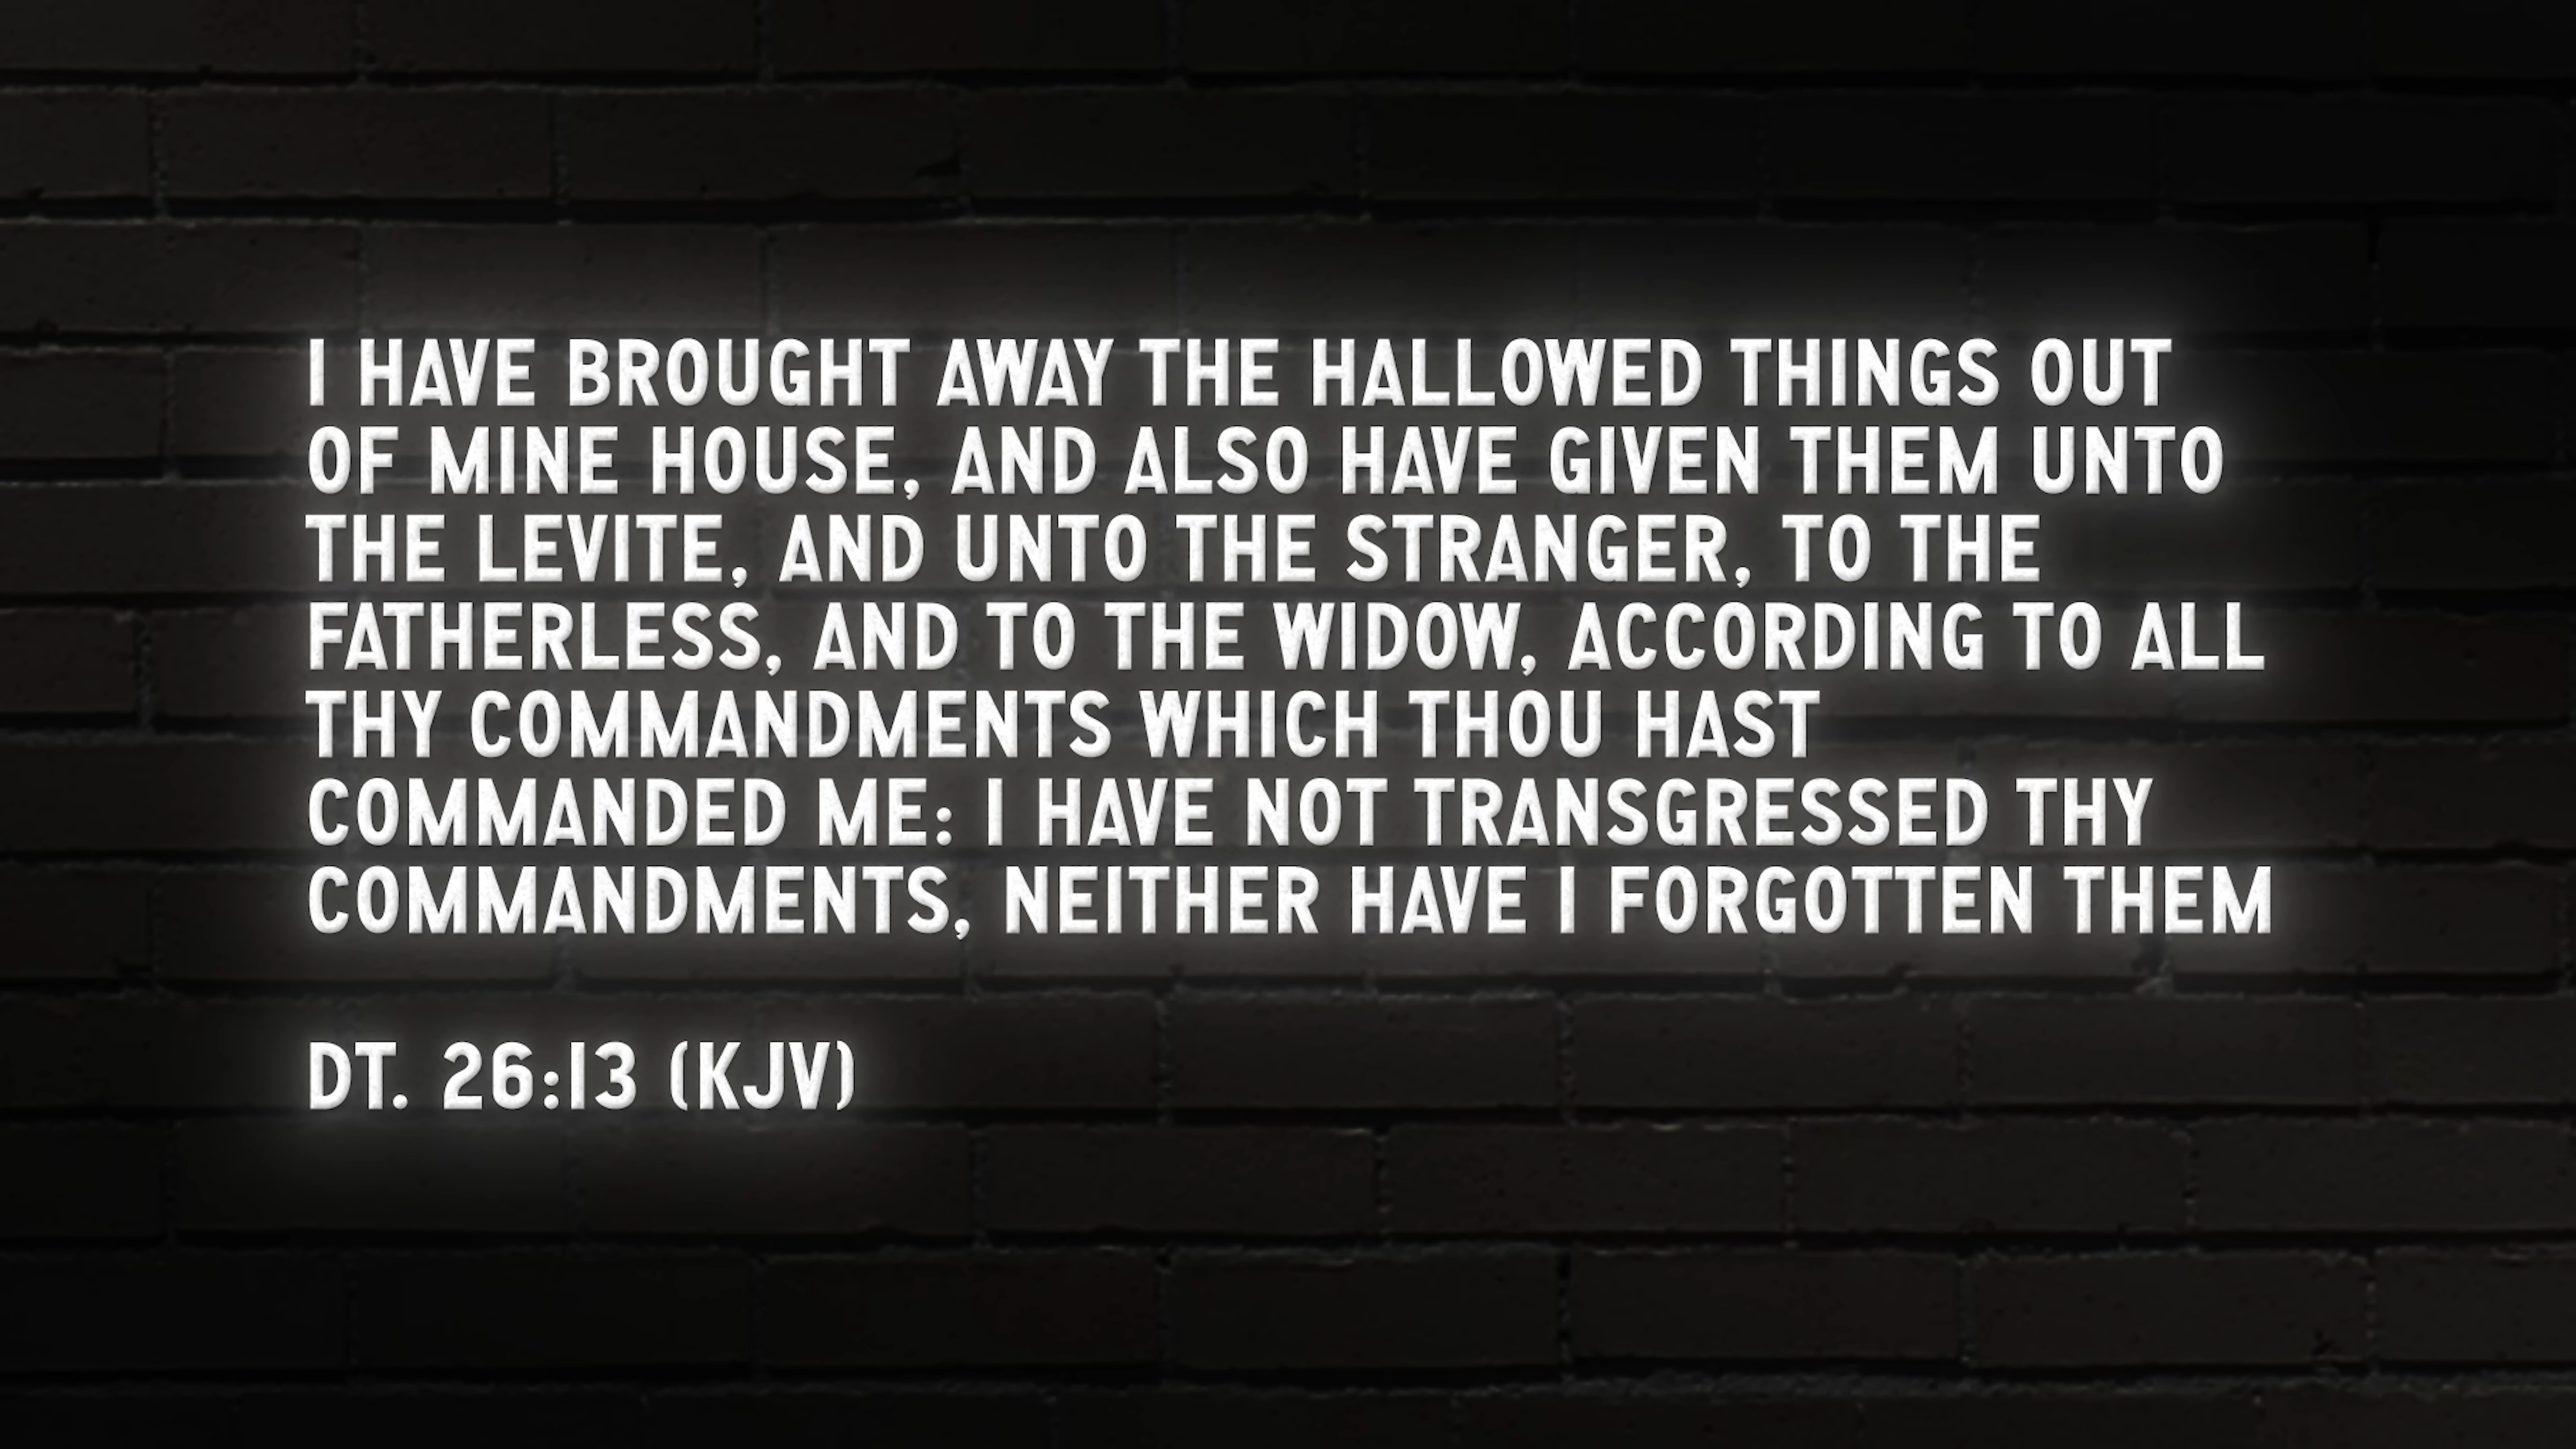 I HAVE BROUGHT AWAY THE HALLOWED THINGS OUT
OF MINE HOUSE, AND ALSO HAVE GIVEN THEM UNTO
THE LEVITE, AND UNTO THE STRANGER, TO THE
FATHERLESS, AND TO THE WIDOW, ACCORDING TO ALL
THY COMMANDMENTS WHICH THOU HAST
COMMANDED ME: I HAVE NOT TRANSGRESSED THY
COMMANDMENTS, NEITHER HAVE I FORGOTTEN THEM
DT. 26:13 (KJV)